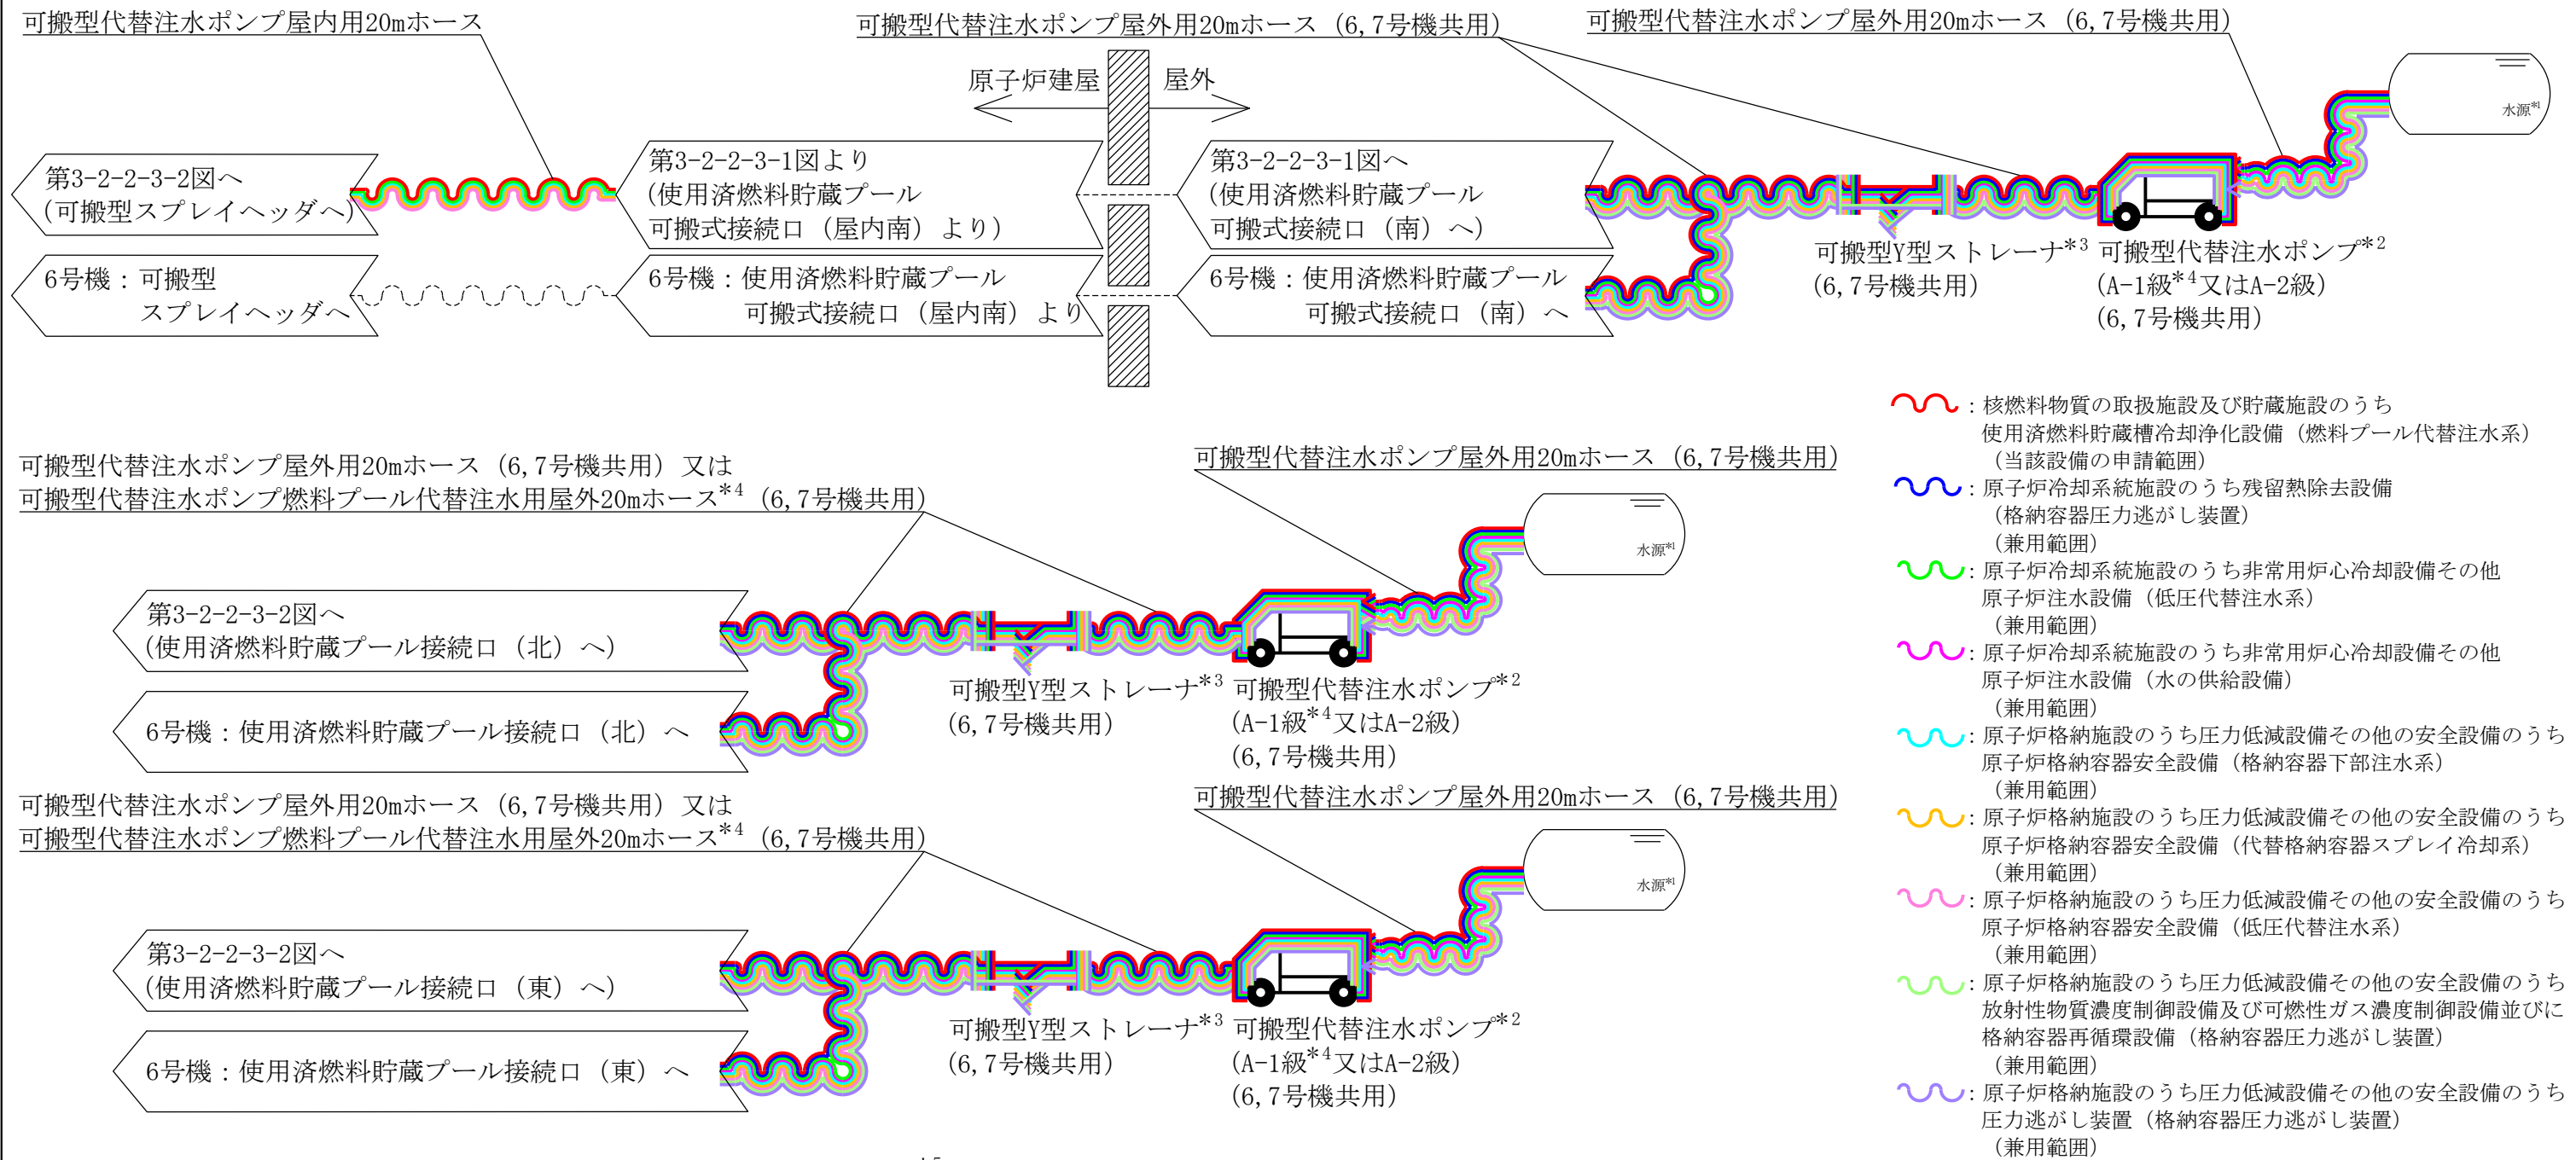 可搬型代替注水ポンプ屋内用20mホース
可搬型代替注水ポンプ屋外用20mホース（6,7号機共用）
可搬型代替注水ポンプ屋外用20mホース（6,7号機共用）
原子炉建屋
屋外
水源*1
第3-2-2-3-2図へ
(可搬型スプレイヘッダへ)
第3-2-2-3-1図より
(使用済燃料貯蔵プール
可搬式接続口（屋内南）より)
第3-2-2-3-1図へ
(使用済燃料貯蔵プール
可搬式接続口（南）へ)
可搬型Y型ストレーナ*3
(6,7号機共用)
可搬型代替注水ポンプ*2
(A-1級*4又はA-2級)
(6,7号機共用)
6号機：可搬型
スプレイヘッダへ
6号機：使用済燃料貯蔵プール
可搬式接続口（屋内南）より
6号機：使用済燃料貯蔵プール
可搬式接続口（南）へ
可搬型代替注水ポンプ屋外用20mホース（6,7号機共用）又は
可搬型代替注水ポンプ燃料プール代替注水用屋外20mホース*4（6,7号機共用）
可搬型代替注水ポンプ屋外用20mホース（6,7号機共用）
水源*1
第3-2-2-3-2図へ
(使用済燃料貯蔵プール接続口（北）へ)
可搬型Y型ストレーナ*3
(6,7号機共用)
可搬型代替注水ポンプ*2
(A-1級*4又はA-2級)
(6,7号機共用)
6号機：使用済燃料貯蔵プール接続口（北）へ
可搬型代替注水ポンプ屋外用20mホース（6,7号機共用）又は
可搬型代替注水ポンプ燃料プール代替注水用屋外20mホース*4（6,7号機共用）
可搬型代替注水ポンプ屋外用20mホース（6,7号機共用）
水源*1
第3-2-2-3-2図へ
(使用済燃料貯蔵プール接続口（東）へ)
可搬型Y型ストレーナ*3
(6,7号機共用)
可搬型代替注水ポンプ*2
(A-1級*4又はA-2級)
(6,7号機共用)
6号機：使用済燃料貯蔵プール接続口（東）へ
：核燃料物質の取扱施設及び貯蔵施設のうち
使用済燃料貯蔵槽冷却浄化設備（燃料プール代替注水系）
（当該設備の申請範囲）
：原子炉冷却系統施設のうち残留熱除去設備
（格納容器圧力逃がし装置）
（兼用範囲）
：原子炉冷却系統施設のうち非常用炉心冷却設備その他
原子炉注水設備（低圧代替注水系）
（兼用範囲）
：原子炉冷却系統施設のうち非常用炉心冷却設備その他
原子炉注水設備（水の供給設備）
（兼用範囲）
：原子炉格納施設のうち圧力低減設備その他の安全設備のうち
原子炉格納容器安全設備（格納容器下部注水系）
（兼用範囲）
：原子炉格納施設のうち圧力低減設備その他の安全設備のうち
原子炉格納容器安全設備（代替格納容器スプレイ冷却系）
（兼用範囲）
：原子炉格納施設のうち圧力低減設備その他の安全設備のうち
原子炉格納容器安全設備（低圧代替注水系）
（兼用範囲）
：原子炉格納施設のうち圧力低減設備その他の安全設備のうち
放射性物質濃度制御設備及び可燃性ガス濃度制御設備並びに
格納容器再循環設備（格納容器圧力逃がし装置）
（兼用範囲）
：原子炉格納施設のうち圧力低減設備その他の安全設備のうち
圧力逃がし装置（格納容器圧力逃がし装置）
（兼用範囲）